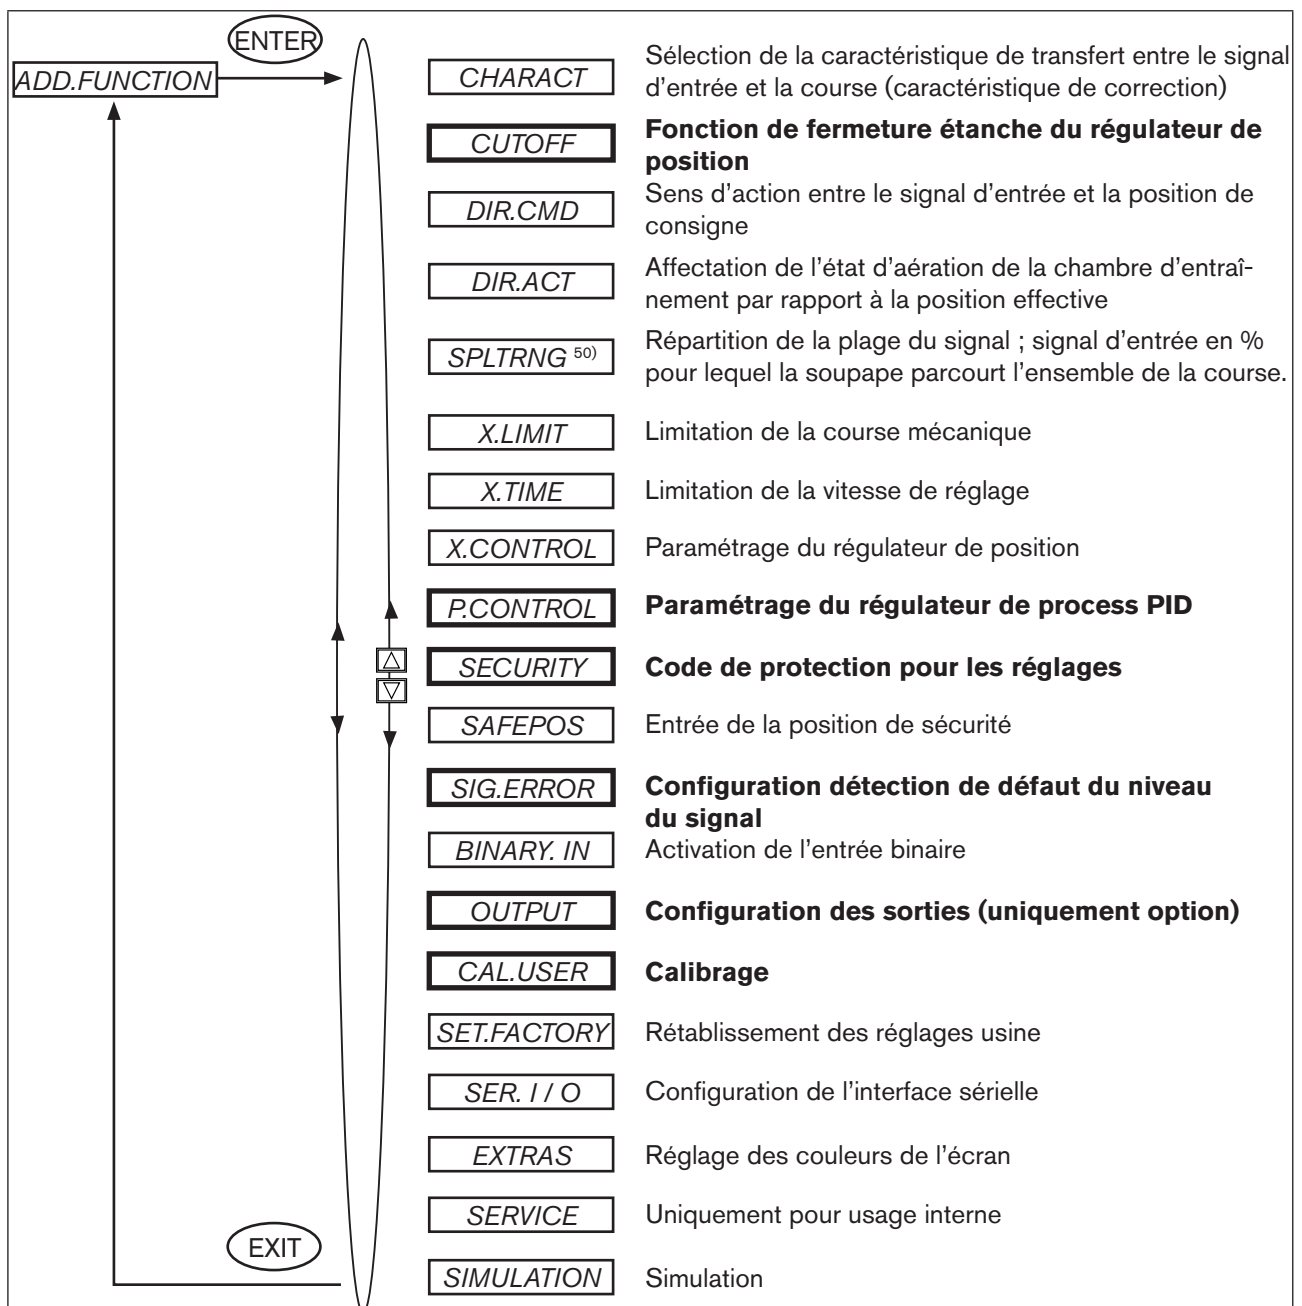 ENTER
ADD.FUNCTION
CHARACT
Sélection de la caractéristique de transfert entre le signal
d’entrée et la course (caractéristique de correction)
CUTOFF
Fonction de fermeture étanche du régulateur de
position
DIR.CMD
Sens d’action entre le signal d’entrée et la position de
consigne
DIR.ACT
Affectation de l’état d’aération de la chambre d’entraî-
nement par rapport à la position effective
SPLTRNG 50)
Répartition de la plage du signal ; signal d’entrée en %
pour lequel la soupape parcourt l’ensemble de la course.
X.LIMIT
Limitation de la course mécanique
X.TIME
Limitation de la vitesse de réglage
X.CONTROL
Paramétrage du régulateur de position
P.CONTROL
Paramétrage du régulateur de process PID
SECURITY
Code de protection pour les réglages
SAFEPOS
Entrée de la position de sécurité
SIG.ERROR
Configuration détection de défaut du niveau
du signal
BINARY. IN
Activation de l’entrée binaire
OUTPUT
Configuration des sorties (uniquement option)
CAL.USER
Calibrage
SET.FACTORY
Rétablissement des réglages usine
SER. I / O
Configuration de l’interface sérielle
EXTRAS
Réglage des couleurs de l’écran
SERVICE
Uniquement pour usage interne
EXIT
SIMULATION
Simulation